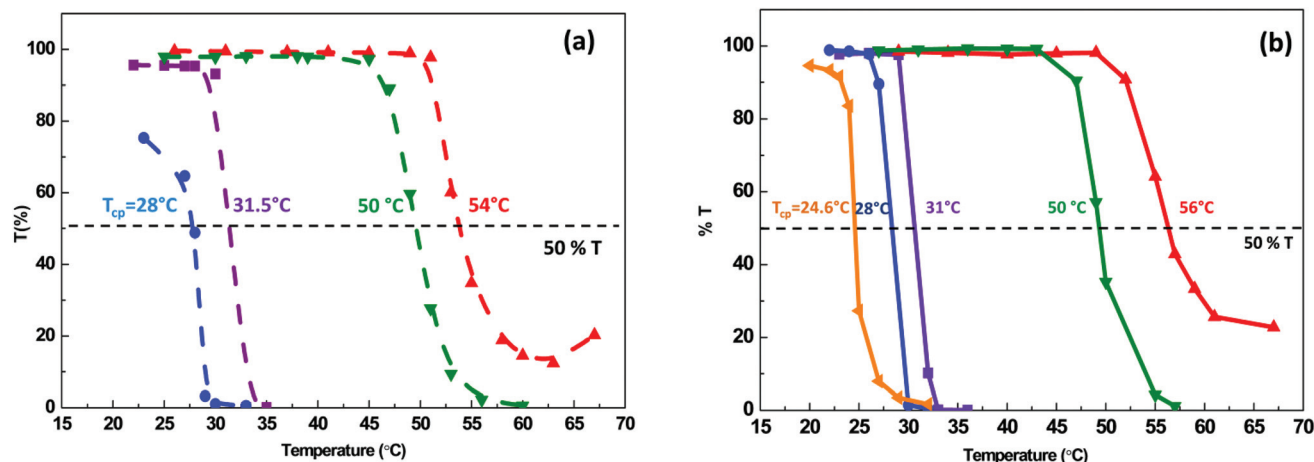 (a)
100
80
60
40
20
0
T(%)
Tcp=28°C
31.5°C
50 °C
54°C
50 % T
15 20 25 30 35 40 45 50 55 60 65 70
Temperature (°C)
(b)
100
80
60
40
20
0
% T
Tcp=24.6°C
28°C
31°C
50 °C
56°C
50 % T
15 20 25 30 35 40 45 50 55 60 65 70
Temperature (°C)